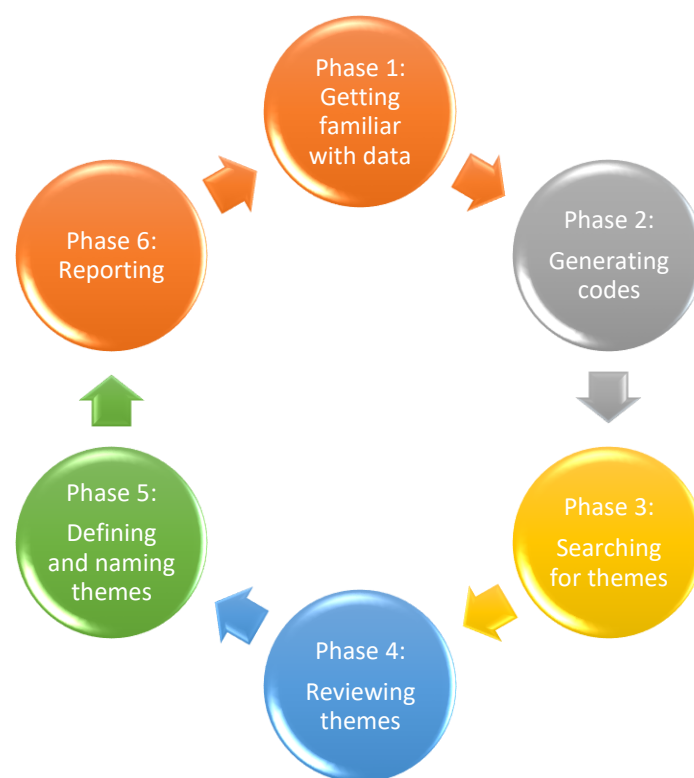 Phase 1:
Getting
familiar
with data
Phase 2:
Generating
codes
Phase 3:
Searching
for themes
Phase 4:
Reviewing
themes
Phase 5:
Defining
and naming
themes
Phase 6:
Reporting